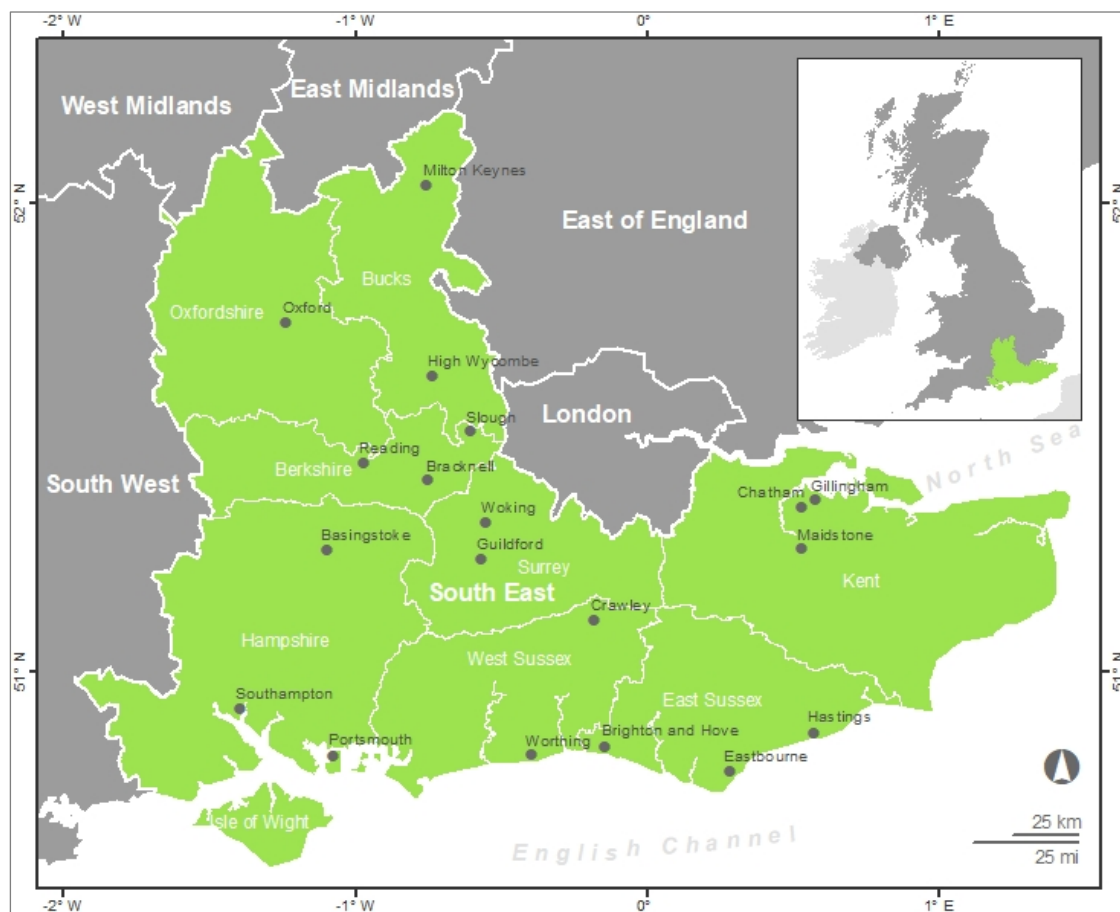 -2° W
-1° W
0°
1° E
West Midlands
East Midlands
Milton Keynes
52° N
52° N
East of England
Bucks
Oxfordshire
Oxford
High Wycombe
London
Slough
Reading
Berkshire
Bracknell
South West
North Sea
Gillingham
Chatham
Woking
Basingstoke
Maidstone
Guildford
Surrey
Kent
South East
Crawley
Hampshire
West Sussex
51° N
51° N
East Sussex
Southampton
Hastings
Brighton and Hove
Portsmouth
Worthing
Eastbourne
Isle of Wight
English Channel
25 km
25 mi
-2° W
-1° W
0°
1° E